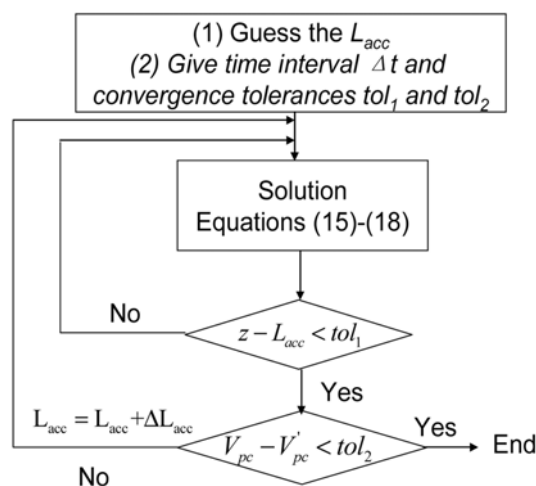 (1) Guess the L_acc
(2) Give time interval Δt and
convergence tolerances tol_1 and tol_2
Solution
Equations (15)-(18)
No
z − L_acc < tol_1
Yes
L_acc = L_acc + ΔL_acc
V_pc − V'_pc < tol_2
Yes
End
No